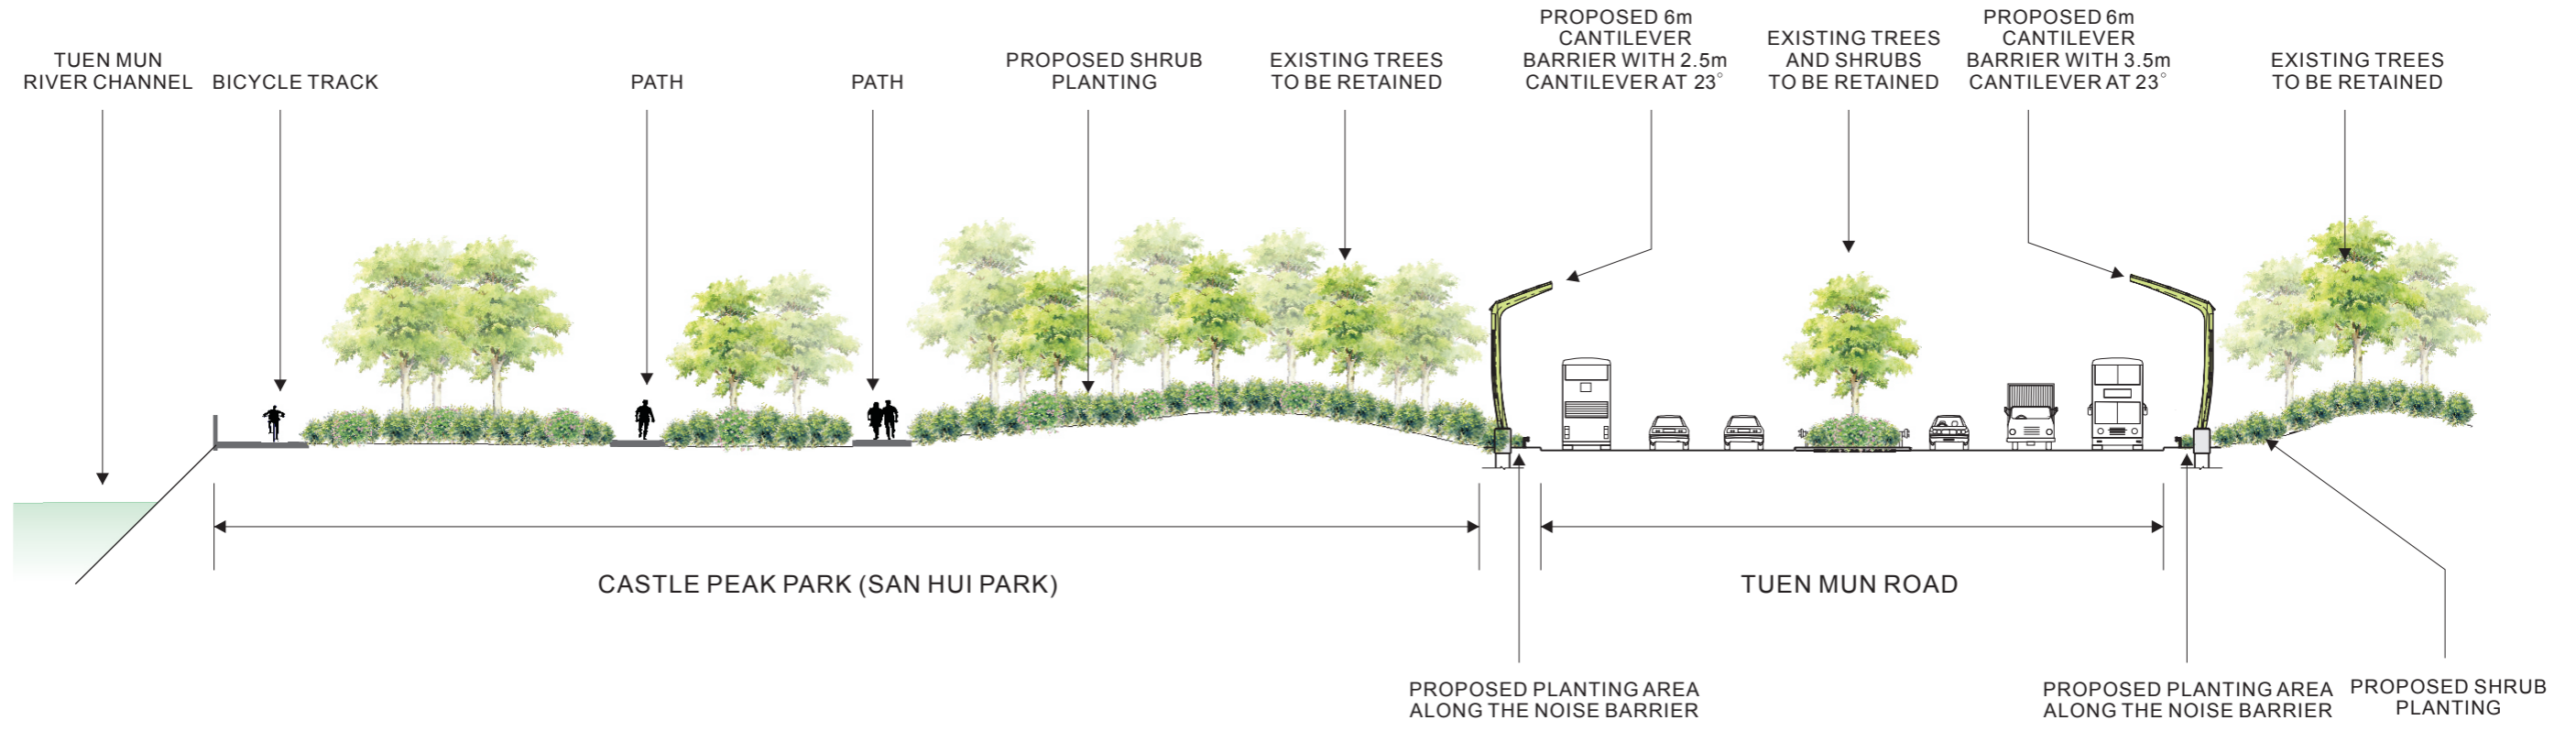 TUEN MUN
RIVER CHANNEL
BICYCLE TRACK
PATH
PATH
PROPOSED SHRUB
PLANTING
EXISTING TREES
TO BE RETAINED
PROPOSED 6m
CANTILEVER
BARRIER WITH 2.5m
CANTILEVER AT 23°
EXISTING TREES
AND SHRUBS
TO BE RETAINED
PROPOSED 6m
CANTILEVER
BARRIER WITH 3.5m
CANTILEVER AT 23°
EXISTING TREES
TO BE RETAINED
CASTLE PEAK PARK (SAN HUI PARK)
TUEN MUN ROAD
PROPOSED PLANTING AREA
ALONG THE NOISE BARRIER
PROPOSED PLANTING AREA
ALONG THE NOISE BARRIER
PROPOSED SHRUB
PLANTING